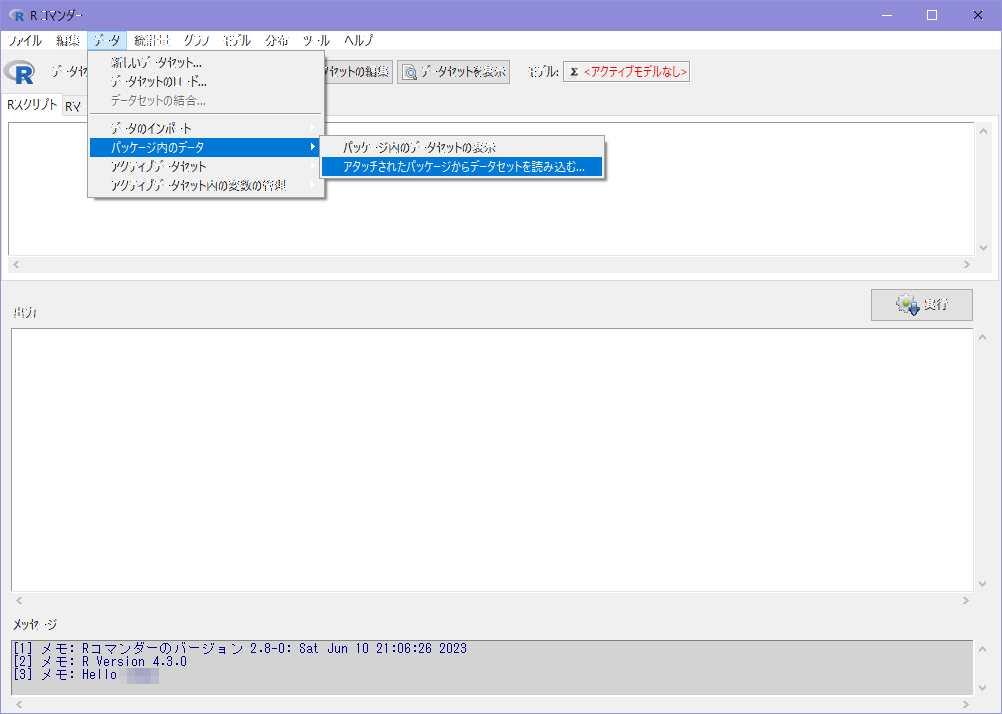 R コマンダー
ファイル 編集 データ 統計量 グラフ モデル 分布 ツール ヘルプ
新しいデータセット...
データセットのロード...
データセットの結合...
データのインポート
パッケージ内のデータ
アクティブデータセット
アクティブデータセット内の変数の管理
パッケージ内のデータセットの表示
アタッチされたパッケージからデータセットを読み込む...
R データセ タセットの編集 データセットを表示 モデル: Σ <アクティブモデルなし>
Rスクリプト Rマ
出力
実行
メッセージ
[1] メモ: Rコマンダーのバージョン 2.8-0: Sat Jun 10 21:06:26 2023
[2] メモ: R Version 4.3.0
[3] メモ: Hello